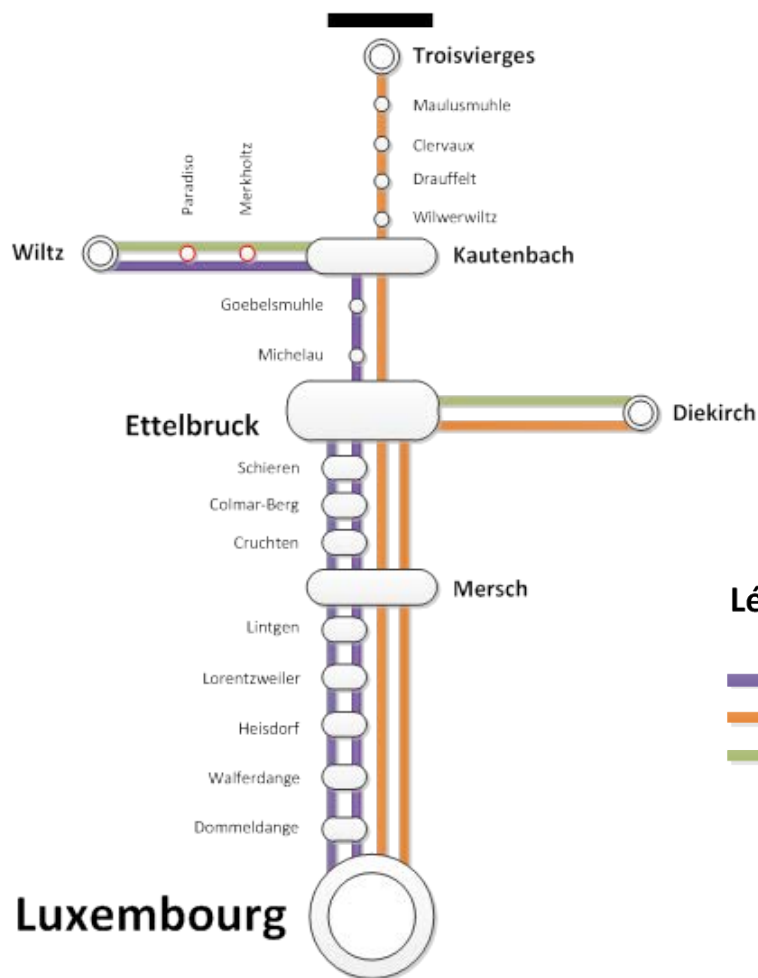 Troisvierges
Maulusmuhle
Clervaux
Drauffelt
Wilwerwiltz
Paradiso
Merkholtz
Wiltz
Kautenbach
Goebelsmuhle
Michelau
Ettelbruck
Diekirch
Schieren
Colmar-Berg
Cruchten
Mersch
Lé
Lintgen
Lorentzweiler
Heisdorf
Walferdange
Dommeldange
Luxembourg